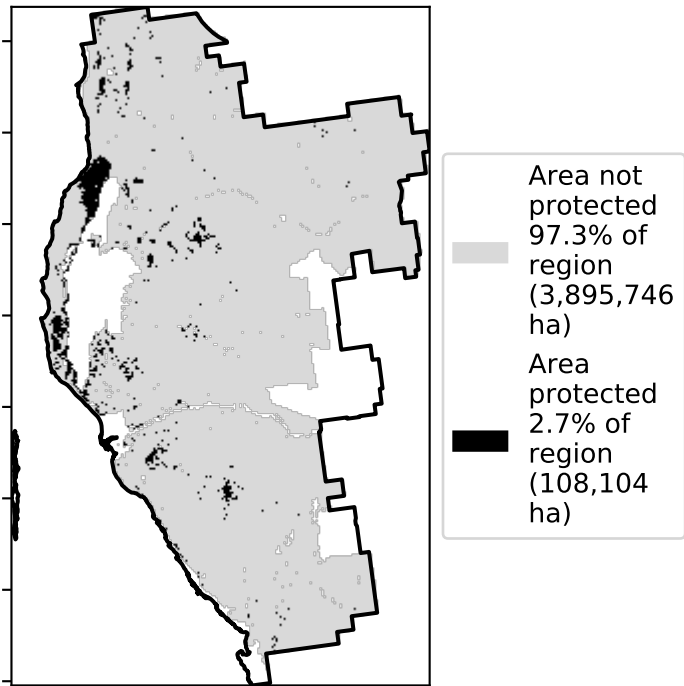 Area not
protected
97.3% of
region
(3,895,746
ha)
Area
protected
2.7% of
region
(108,104
ha)